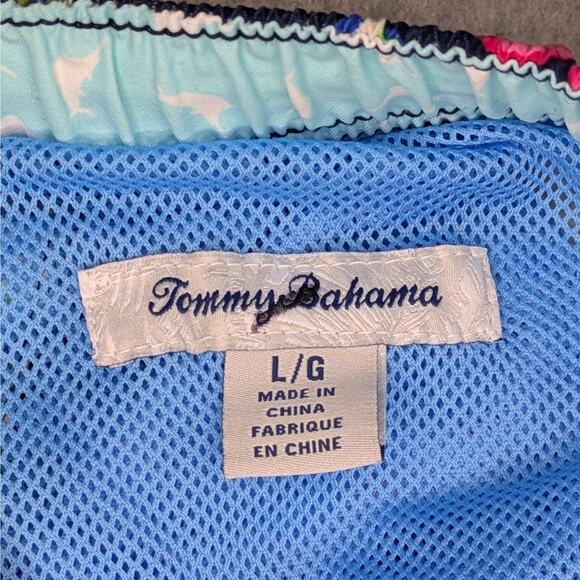 Tommy Bahama
L/G
MADE IN
CHINA
FABRIQUE
EN CHINE